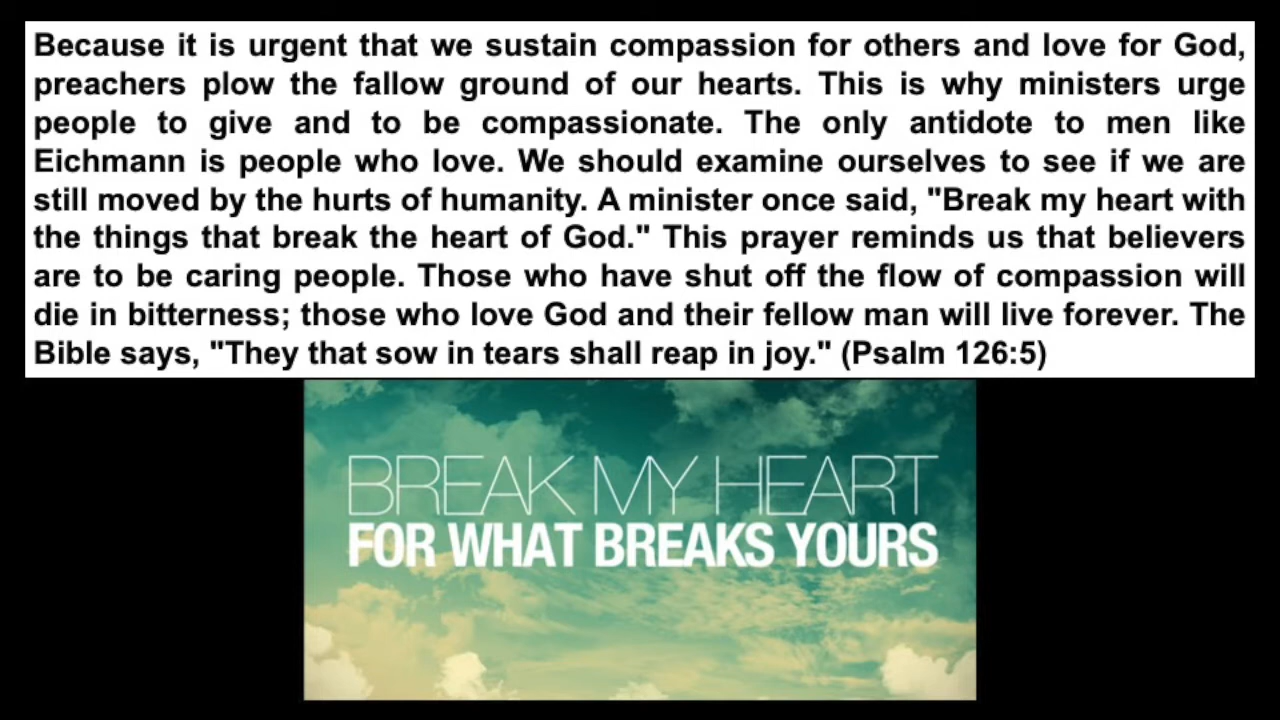 Because it is urgent that we sustain compassion for others and love for God,
preachers plow the fallow ground of our hearts. This is why ministers urge
people to give and to be compassionate. The only antidote to men like
Eichmann is people who love. We should examine ourselves to see if we are
still moved by the hurts of humanity. A minister once said, "Break my heart with
the things that break the heart of God." This prayer reminds us that believers
are to be caring people. Those who have shut off the flow of compassion will
die in bitterness; those who love God and their fellow man will live forever. The
Bible says, "They that sow in tears shall reap in joy." (Psalm 126:5)
BREAK MY HEART
FOR WHAT BREAKS YOURS